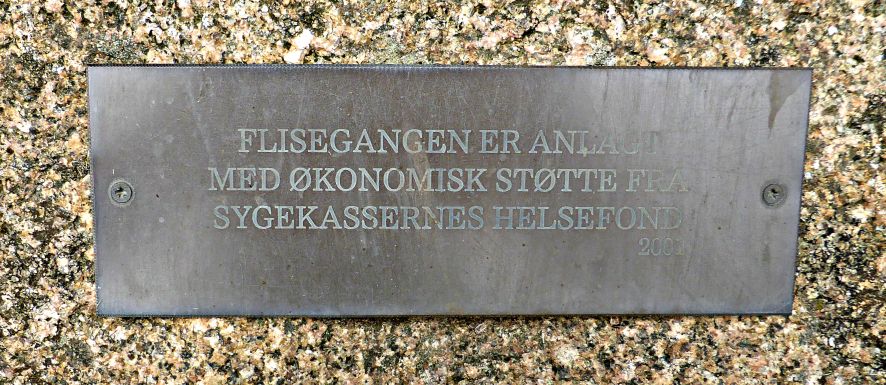 FLISEGANGEN ER ANLAGT
MED ØKONOMISK STØTTE FRA
SYGEKASSERNES HELSEFOND
2001